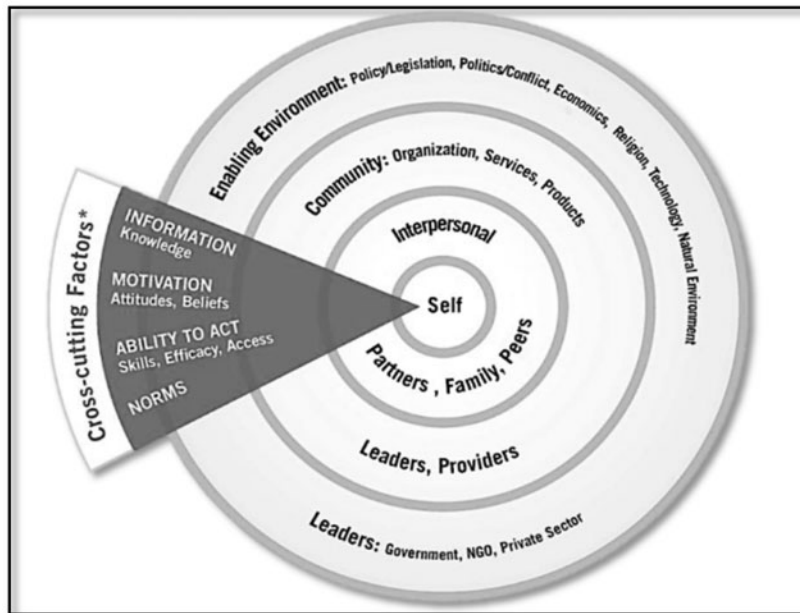 Enabling Environment: Policy/Legislation, Politics/Conflict, Economics, Religion, Technology, Natural Environment
Community: Organization, Services, Products
Interpersonal
Self
Partners , Family, Peers
Leaders, Providers
Leaders: Government, NGO, Private Sector
Cross-cutting Factors*
INFORMATION
Knowledge
MOTIVATION
Attitudes, Beliefs
ABILITY TO ACT
Skills, Efficacy, Access
NORMS